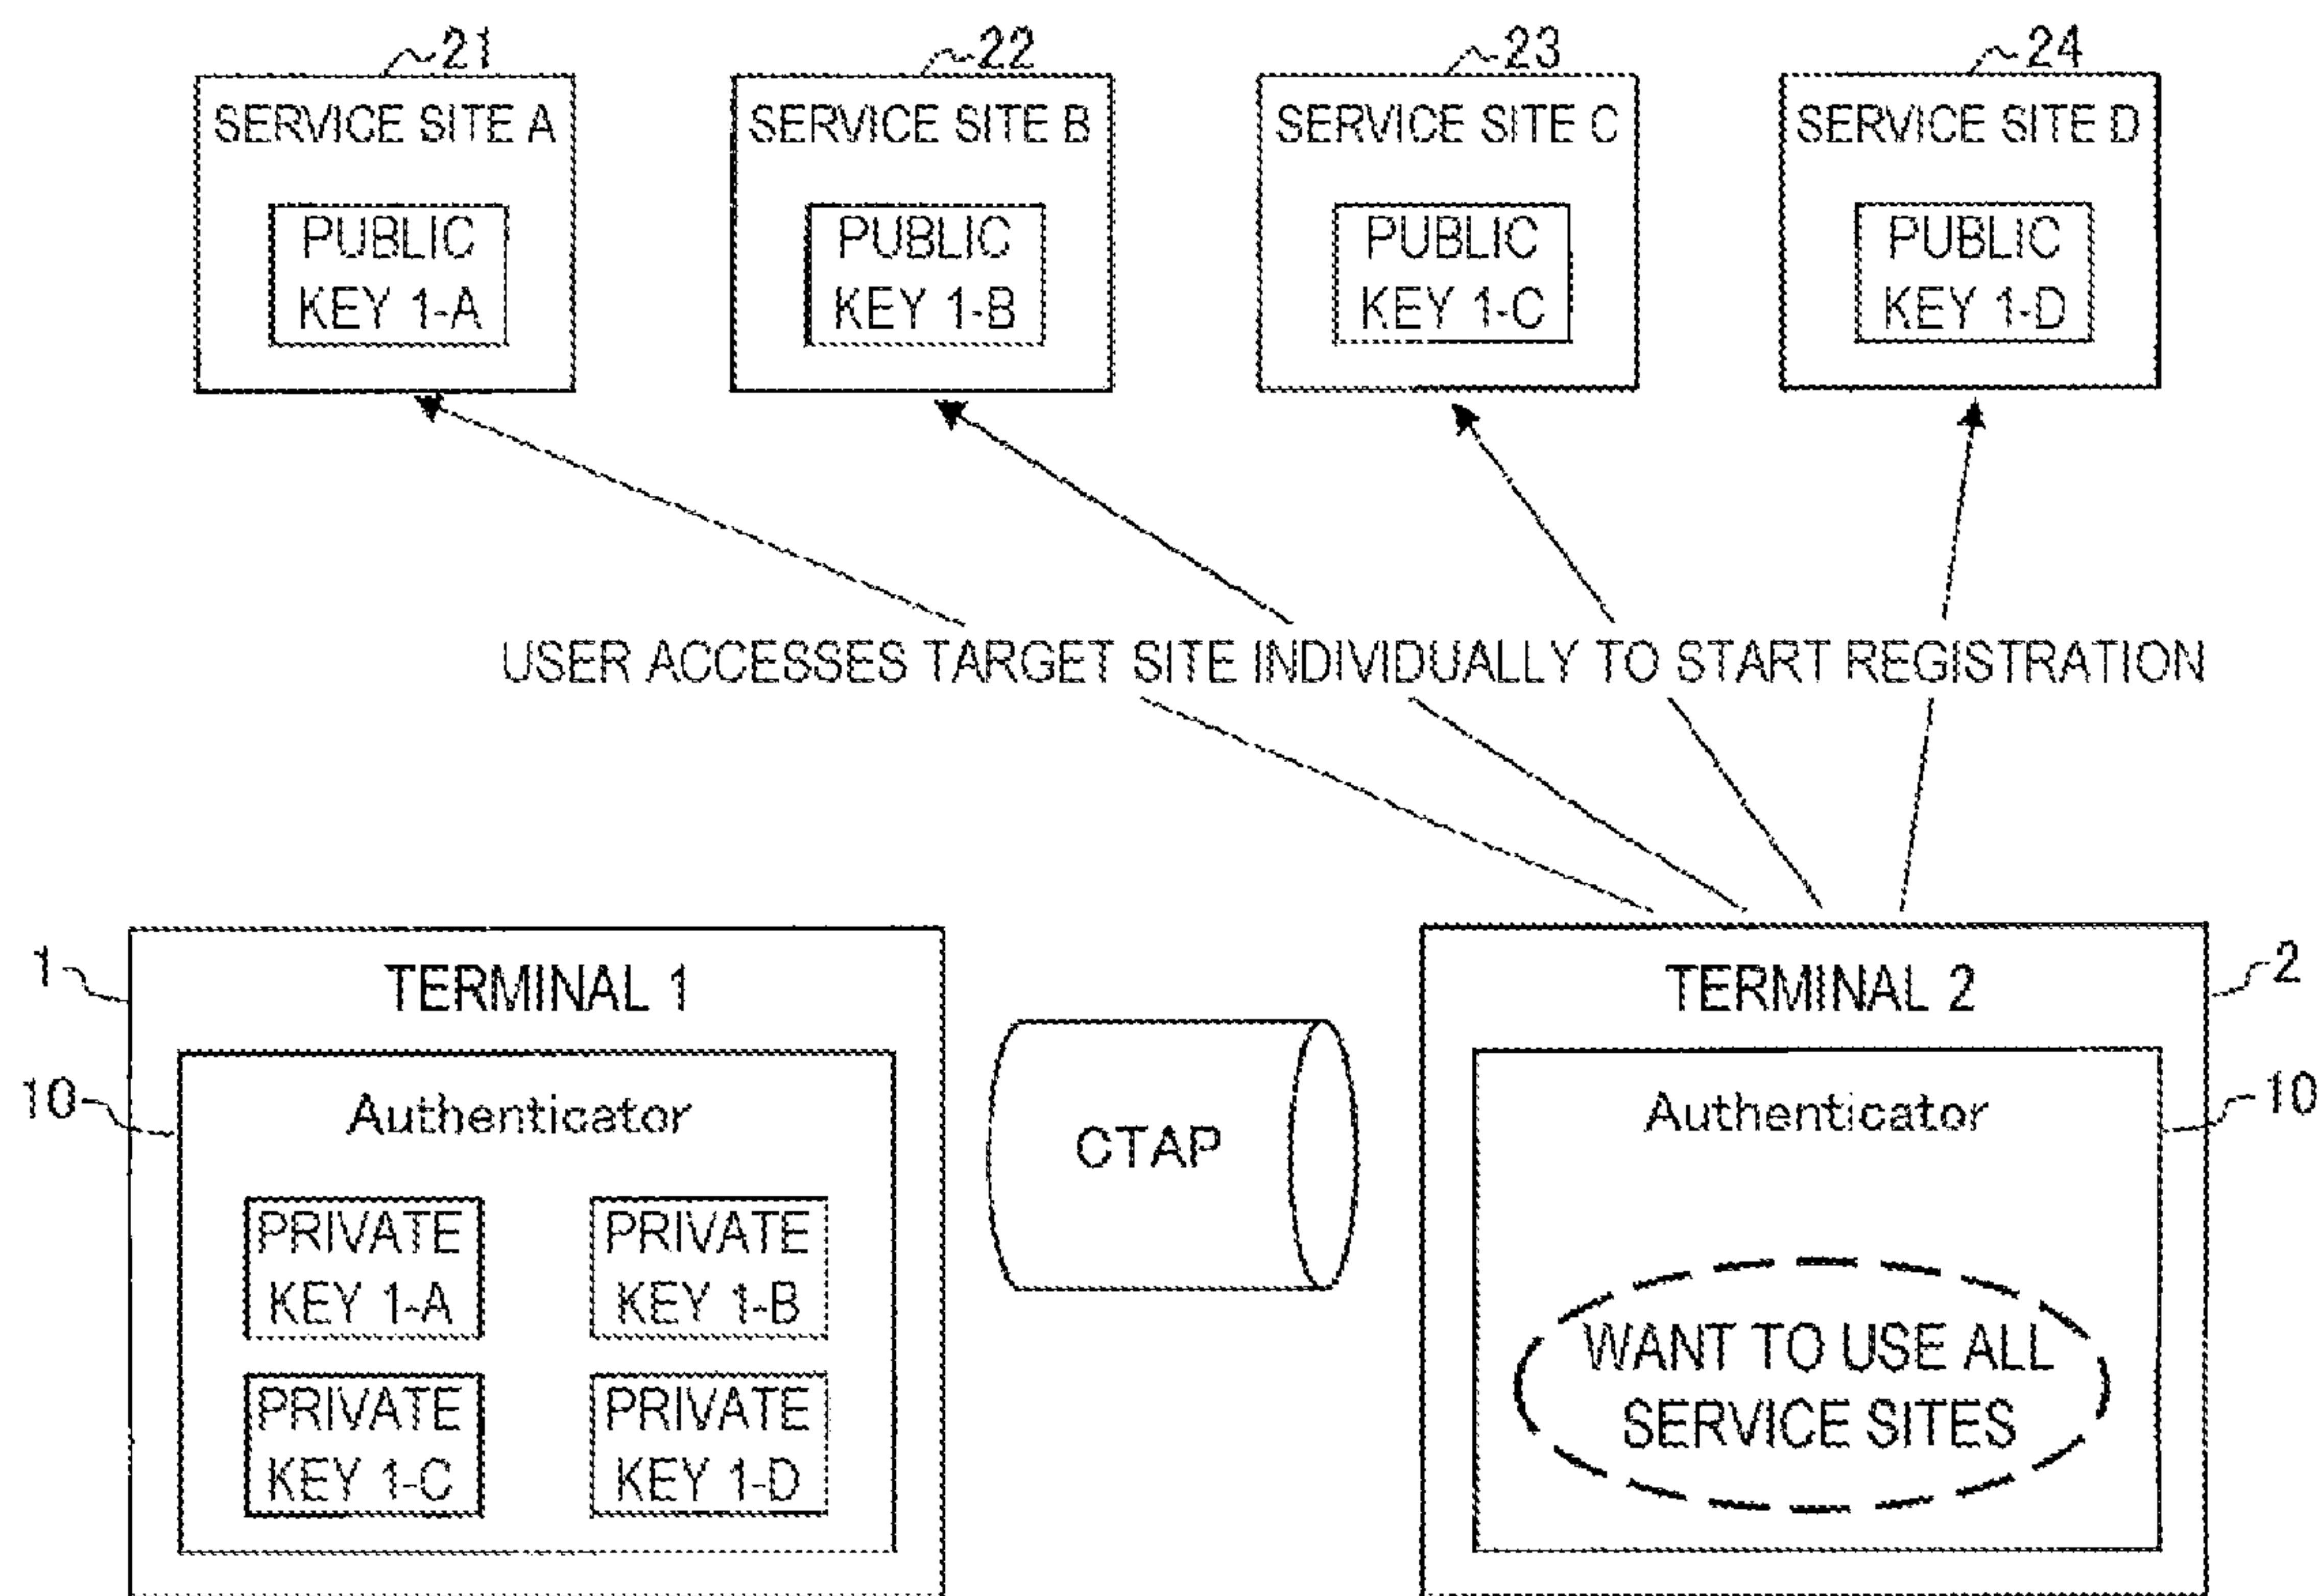 21
22
23
24
SERVICE SITE A
SERVICE SITE B
SERVICE SITE C
SERVICE SITE D
PUBLIC
KEY 1-A
PUBLIC
KEY 1-B
PUBLIC
KEY 1-C
PUBLIC
KEY 1-D
USER ACCESSES TARGET SITE INDIVIDUALLY TO START REGISTRATION
1
TERMINAL 1
10
Authenticator
PRIVATE
KEY 1-A
PRIVATE
KEY 1-B
PRIVATE
KEY 1-C
PRIVATE
KEY 1-D
CTAP
TERMINAL 2
2
Authenticator
10
WANT TO USE ALL
SERVICE SITES